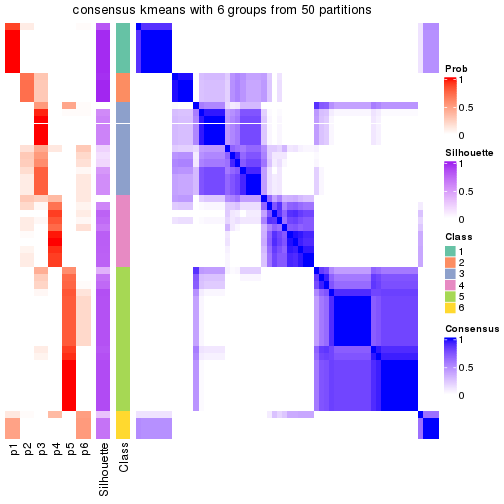 consensus kmeans with 6 groups from 50 partitions
Prob
1
0.5
0
Silhouette
1
0.5
0
Class
1
2
3
4
5
6
Consensus
1
0.5
0
p1
p2
p3
p4
p5
p6
Silhouette
Class